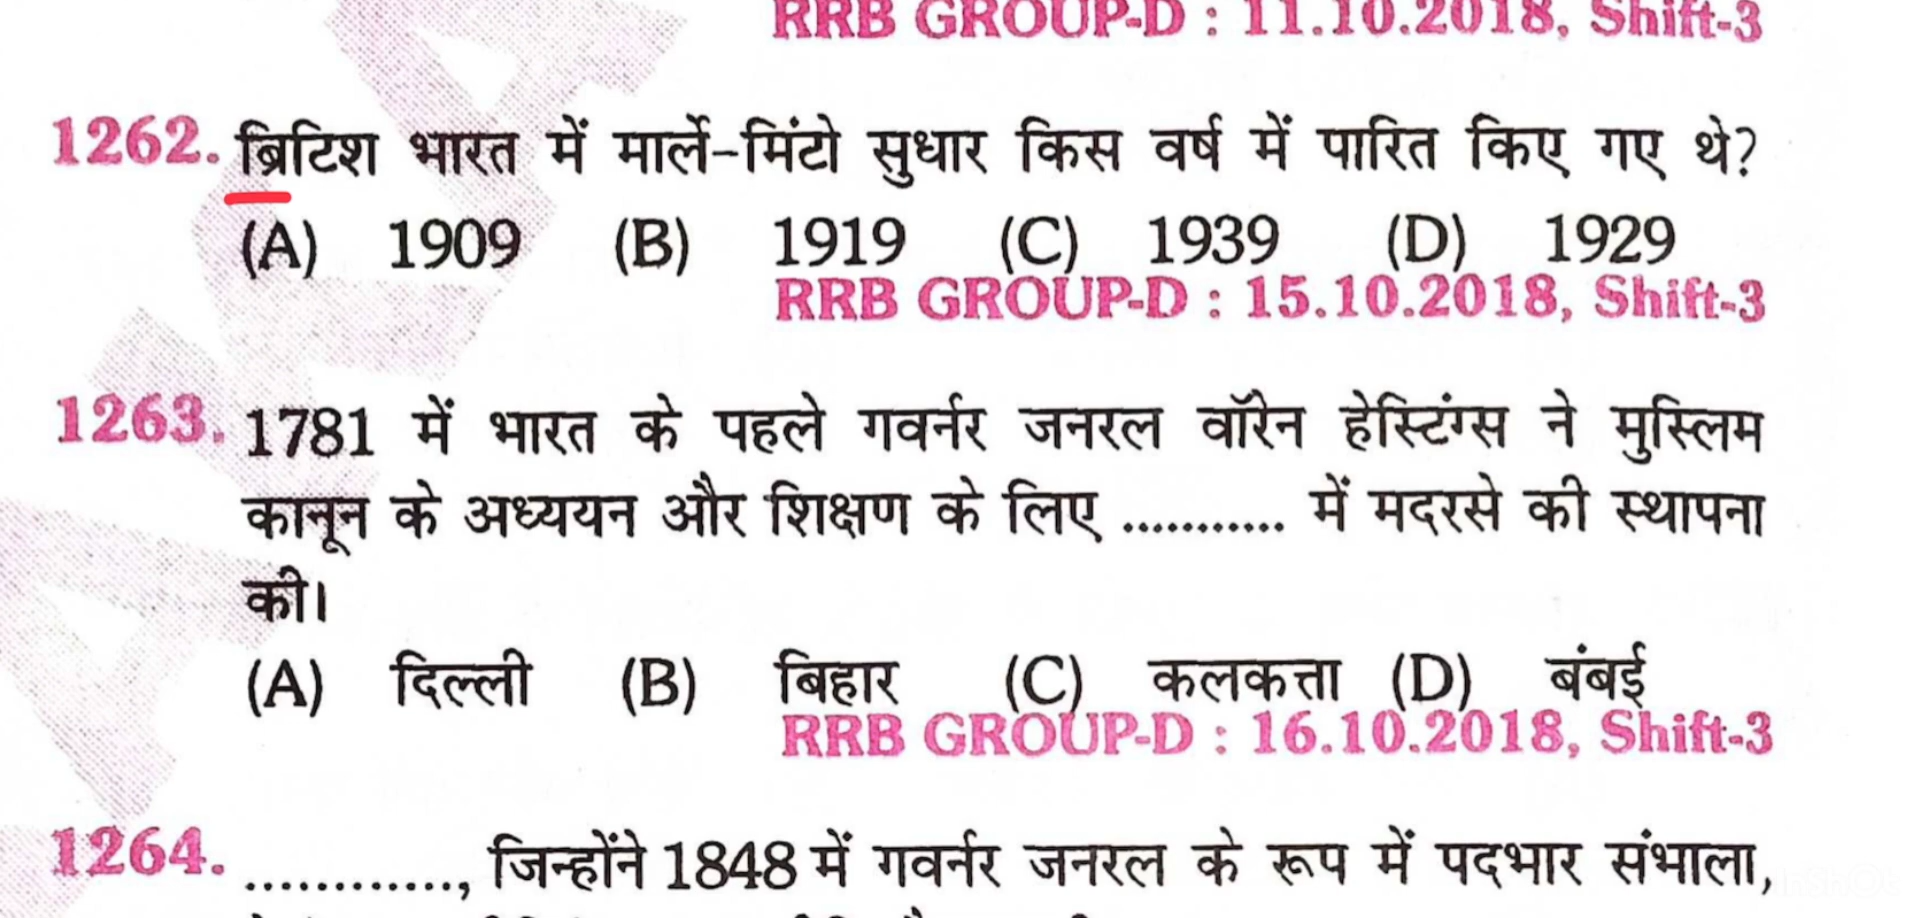 RRB GROUP-D : 11.10.2018, Shift-3
1262. ब्रिटिश भारत में मार्ले-मिंटो सुधार किस वर्ष में पारित किए गए थे?
(A) 1909 (B) 1919 (C) 1939 (D) 1929
RRB GROUP-D : 15.10.2018, Shift-3
1263. 1781 में भारत के पहले गवर्नर जनरल वॉरेन हेस्टिंग्स ने मुस्लिम
कानून के अध्ययन और शिक्षण के लिए ........... में मदरसे की स्थापना
की।
(A) दिल्ली (B) बिहार (C) कलकत्ता (D) बंबई
RRB GROUP-D : 16.10.2018, Shift-3
1264. ............., जिन्होंने 1848 में गवर्नर जनरल के रूप में पदभार संभाला,